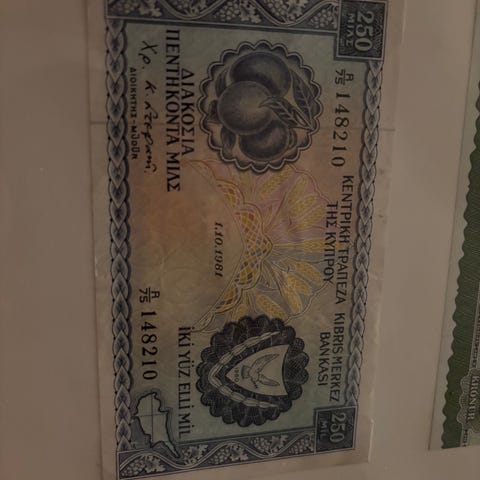 250
ΜΙΛΣ
250
MİL
ΚΕΝΤΡΙΚΗ ΤΡΑΠΕΖΑ KIBRIS MERKEZ
ΤΗΣ ΚΥΠΡΟΥ BANKASI
R/75 148210
1.10.1981
ΔΙΑΚΟΣΙΑ
ΠΕΝΤΗΚΟΝΤΑ ΜΙΛΣ
İKİ YÜZ ELLİ MİL
ΔΙΟΙΚΗΤΗΣ-MÜDÜR
R/75 148210
KRONUR